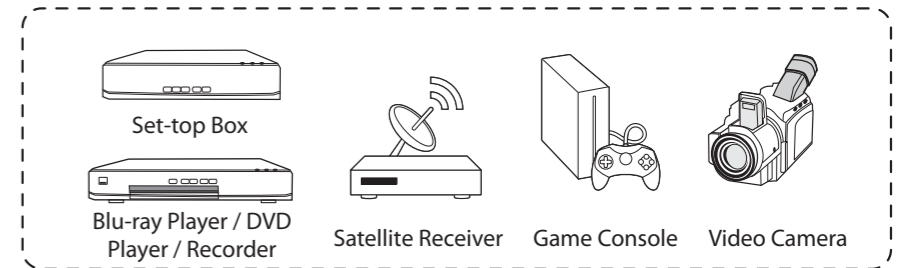 Set-top Box
Blu-ray Player / DVD
Player / Recorder
Satellite Receiver
Game Console
Video Camera